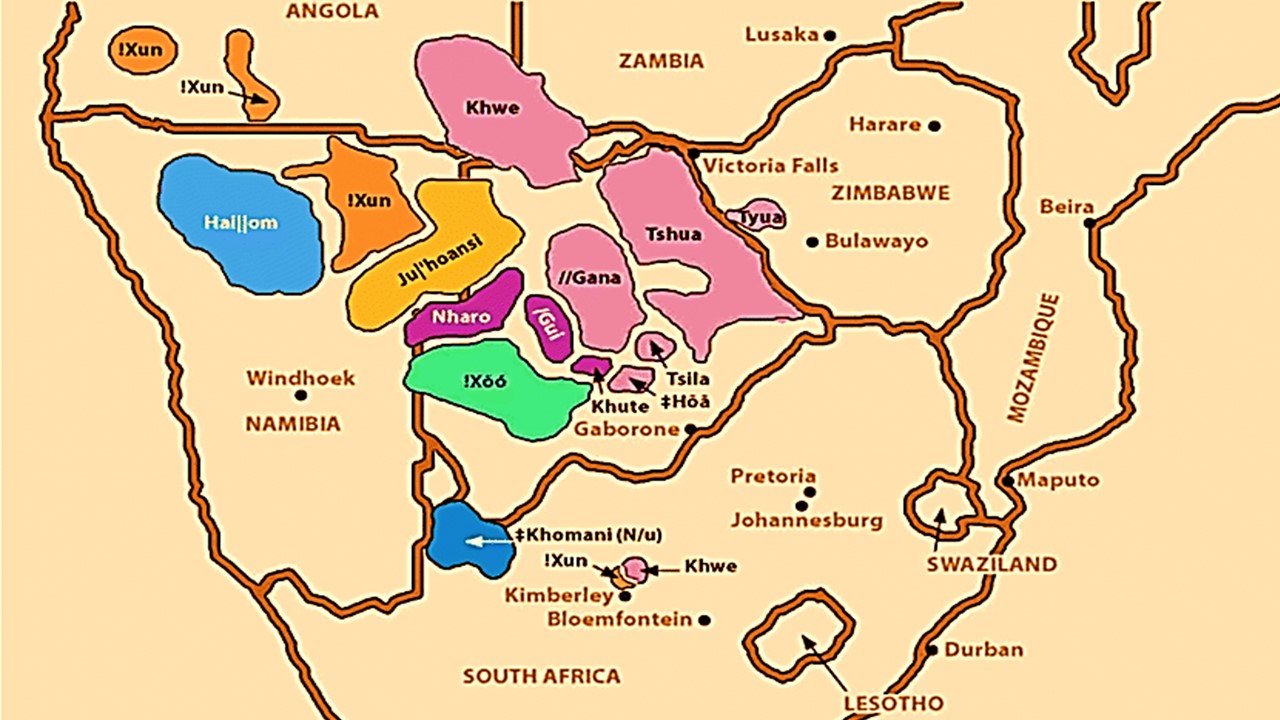 ANGOLA
!Xun
!Xun
Khwe
ZAMBIA
Lusaka
Harare
Victoria Falls
ZIMBABWE
Beira
Hai||om
!Xun
Ju|'hoansi
Tshua
Tyua
Bulawayo
//Gana
Nharo
/Gui
MOZAMBIQUE
!Xóó
Tsila
Khute
‡Hõã
Windhoek
NAMIBIA
Gaborone
Pretoria
Johannesburg
Maputo
‡Khomani (N/u)
!Xun
Khwe
SWAZILAND
Kimberley
Bloemfontein
Durban
SOUTH AFRICA
LESOTHO